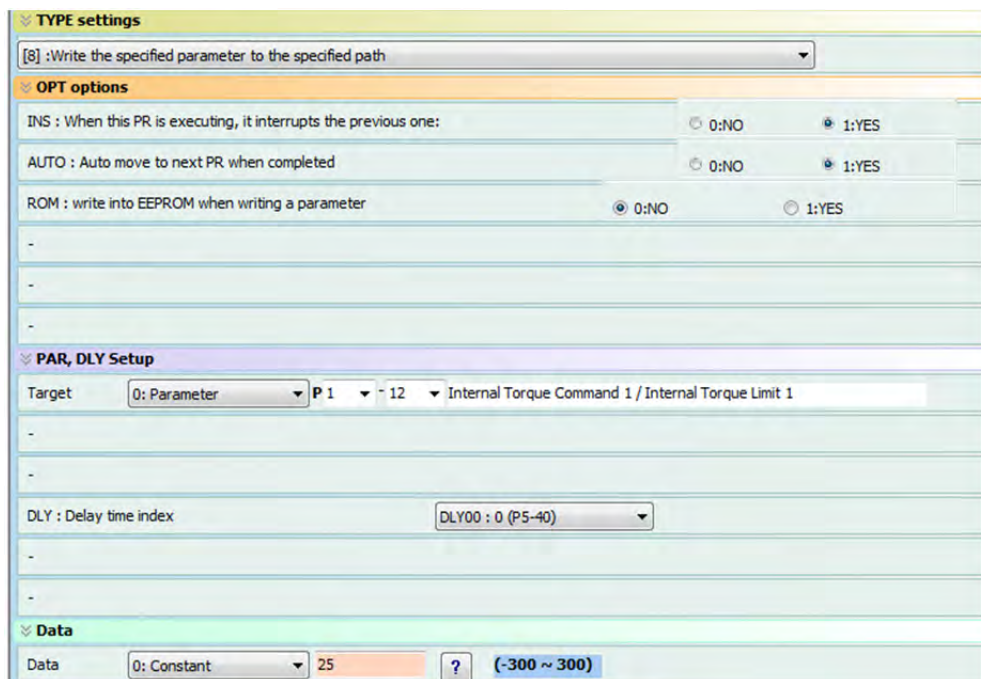 TYPE settings
[8] :Write the specified parameter to the specified path
OPT options
INS : When this PR is executing, it interrupts the previous one: 0:NO 1:YES
AUTO : Auto move to next PR when completed 0:NO 1:YES
ROM : write into EEPROM when writing a parameter 0:NO 1:YES
-
-
-
PAR, DLY Setup
Target 0: Parameter P 1 - 12 Internal Torque Command 1 / Internal Torque Limit 1
-
-
DLY : Delay time index DLY00 : 0 (P5-40)
-
-
Data
Data 0: Constant 25 ? (-300 ~ 300)